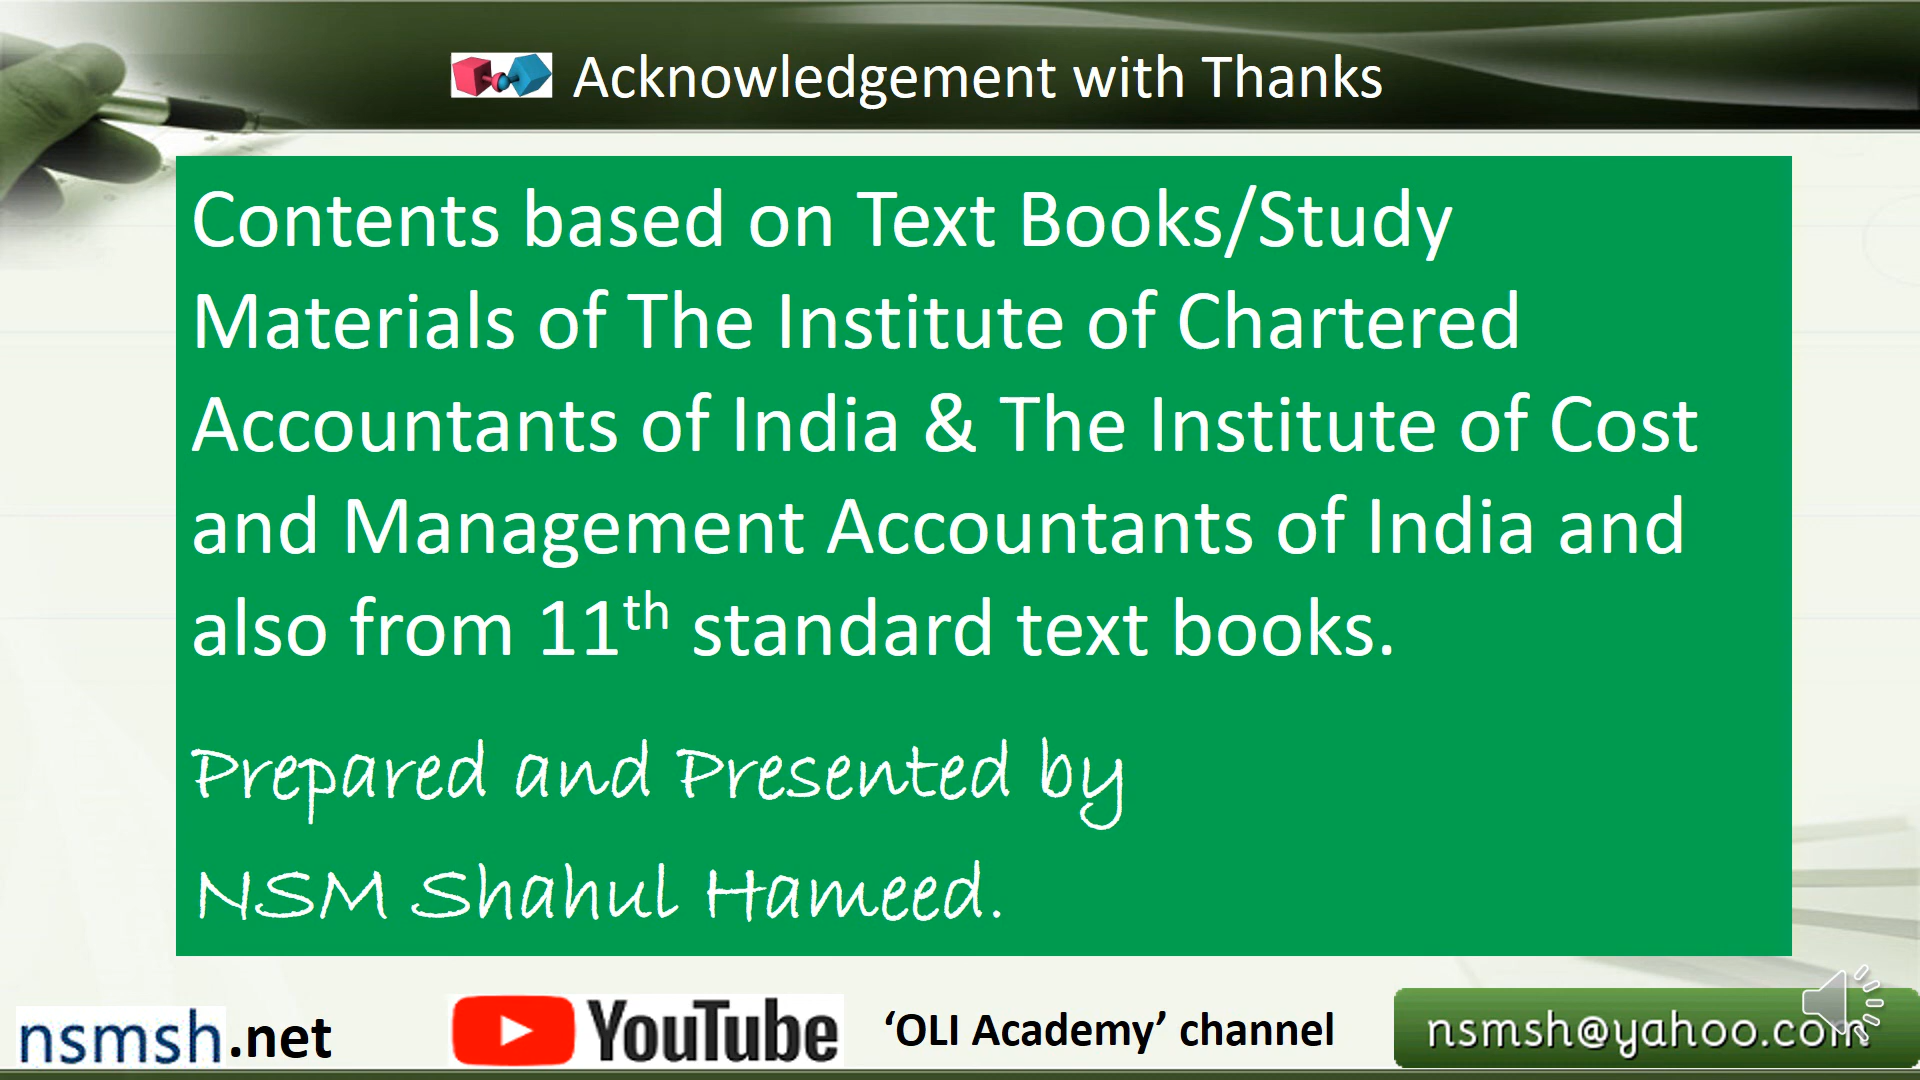 Acknowledgement with Thanks
Contents based on Text Books/Study
Materials of The Institute of Chartered
Accountants of India & The Institute of Cost
and Management Accountants of India and
also from 11th standard text books.
Prepared and Presented by
NSM Shahul Hameed.
nsmsh.net
YouTube
‘OLI Academy’ channel
nsmsh@yahoo.com